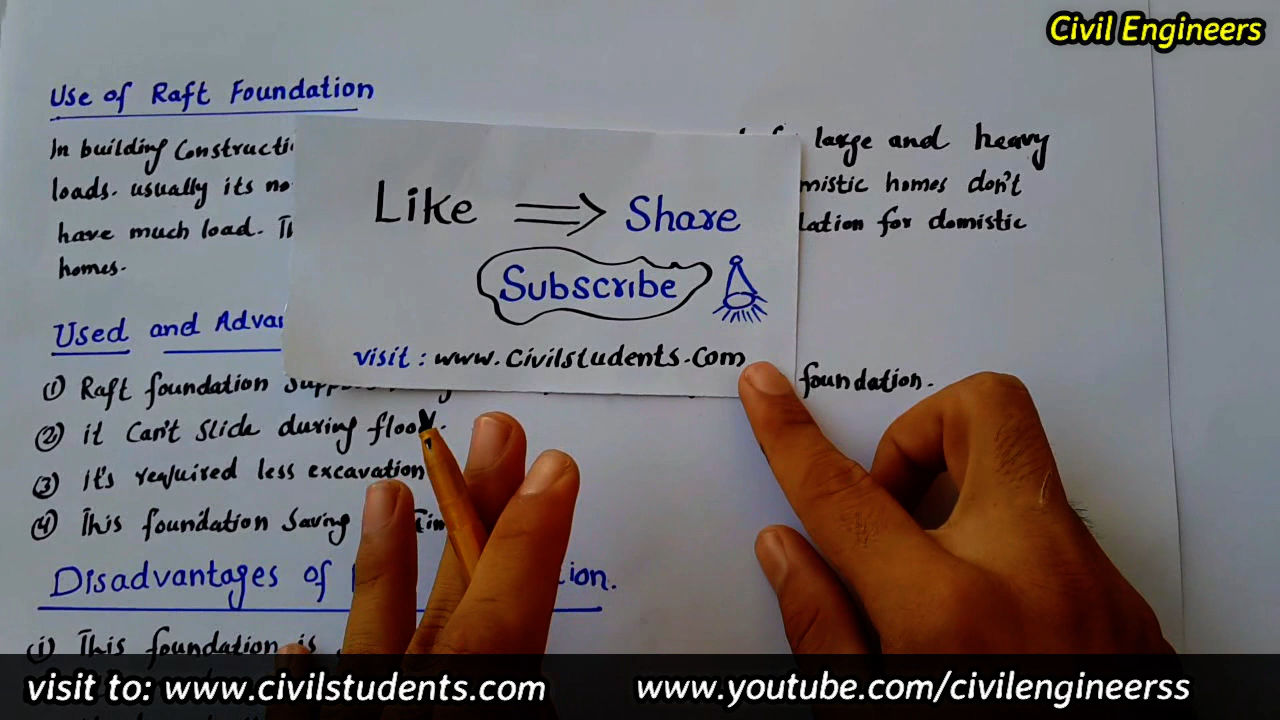 Civil Engineers
Use of Raft Foundation
In building Constructi large and heavy
loads. usually its no mistic homes don't
have much load. lation for domistic
homes.
Like ⇒ Share
Subscribe
visit : www.Civilstudents.Com
Used and Advan
(1) Raft foundation Supp foundation.
(2) it Can't Slide during flood.
(3) it's required less excavation
(4) This foundation Saving Tim
Disadvantages of ion.
(i) This foundation is
visit to: www.civilstudents.com www.youtube.com/civilengineerss